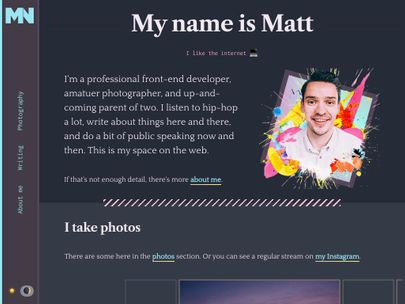 MN
My name is Matt
I like the internet
I'm a professional front-end developer,
amatuer photographer, and up-and-
coming parent of two. I listen to hip-hop
a lot, write about things here and there,
and do a bit of public speaking now and
then. This is my space on the web.
If that's not enough detail, there's more about me.
Photography
Writing
About me
I take photos
There are some here in the photos section. Or you can see a regular stream on my Instagram.